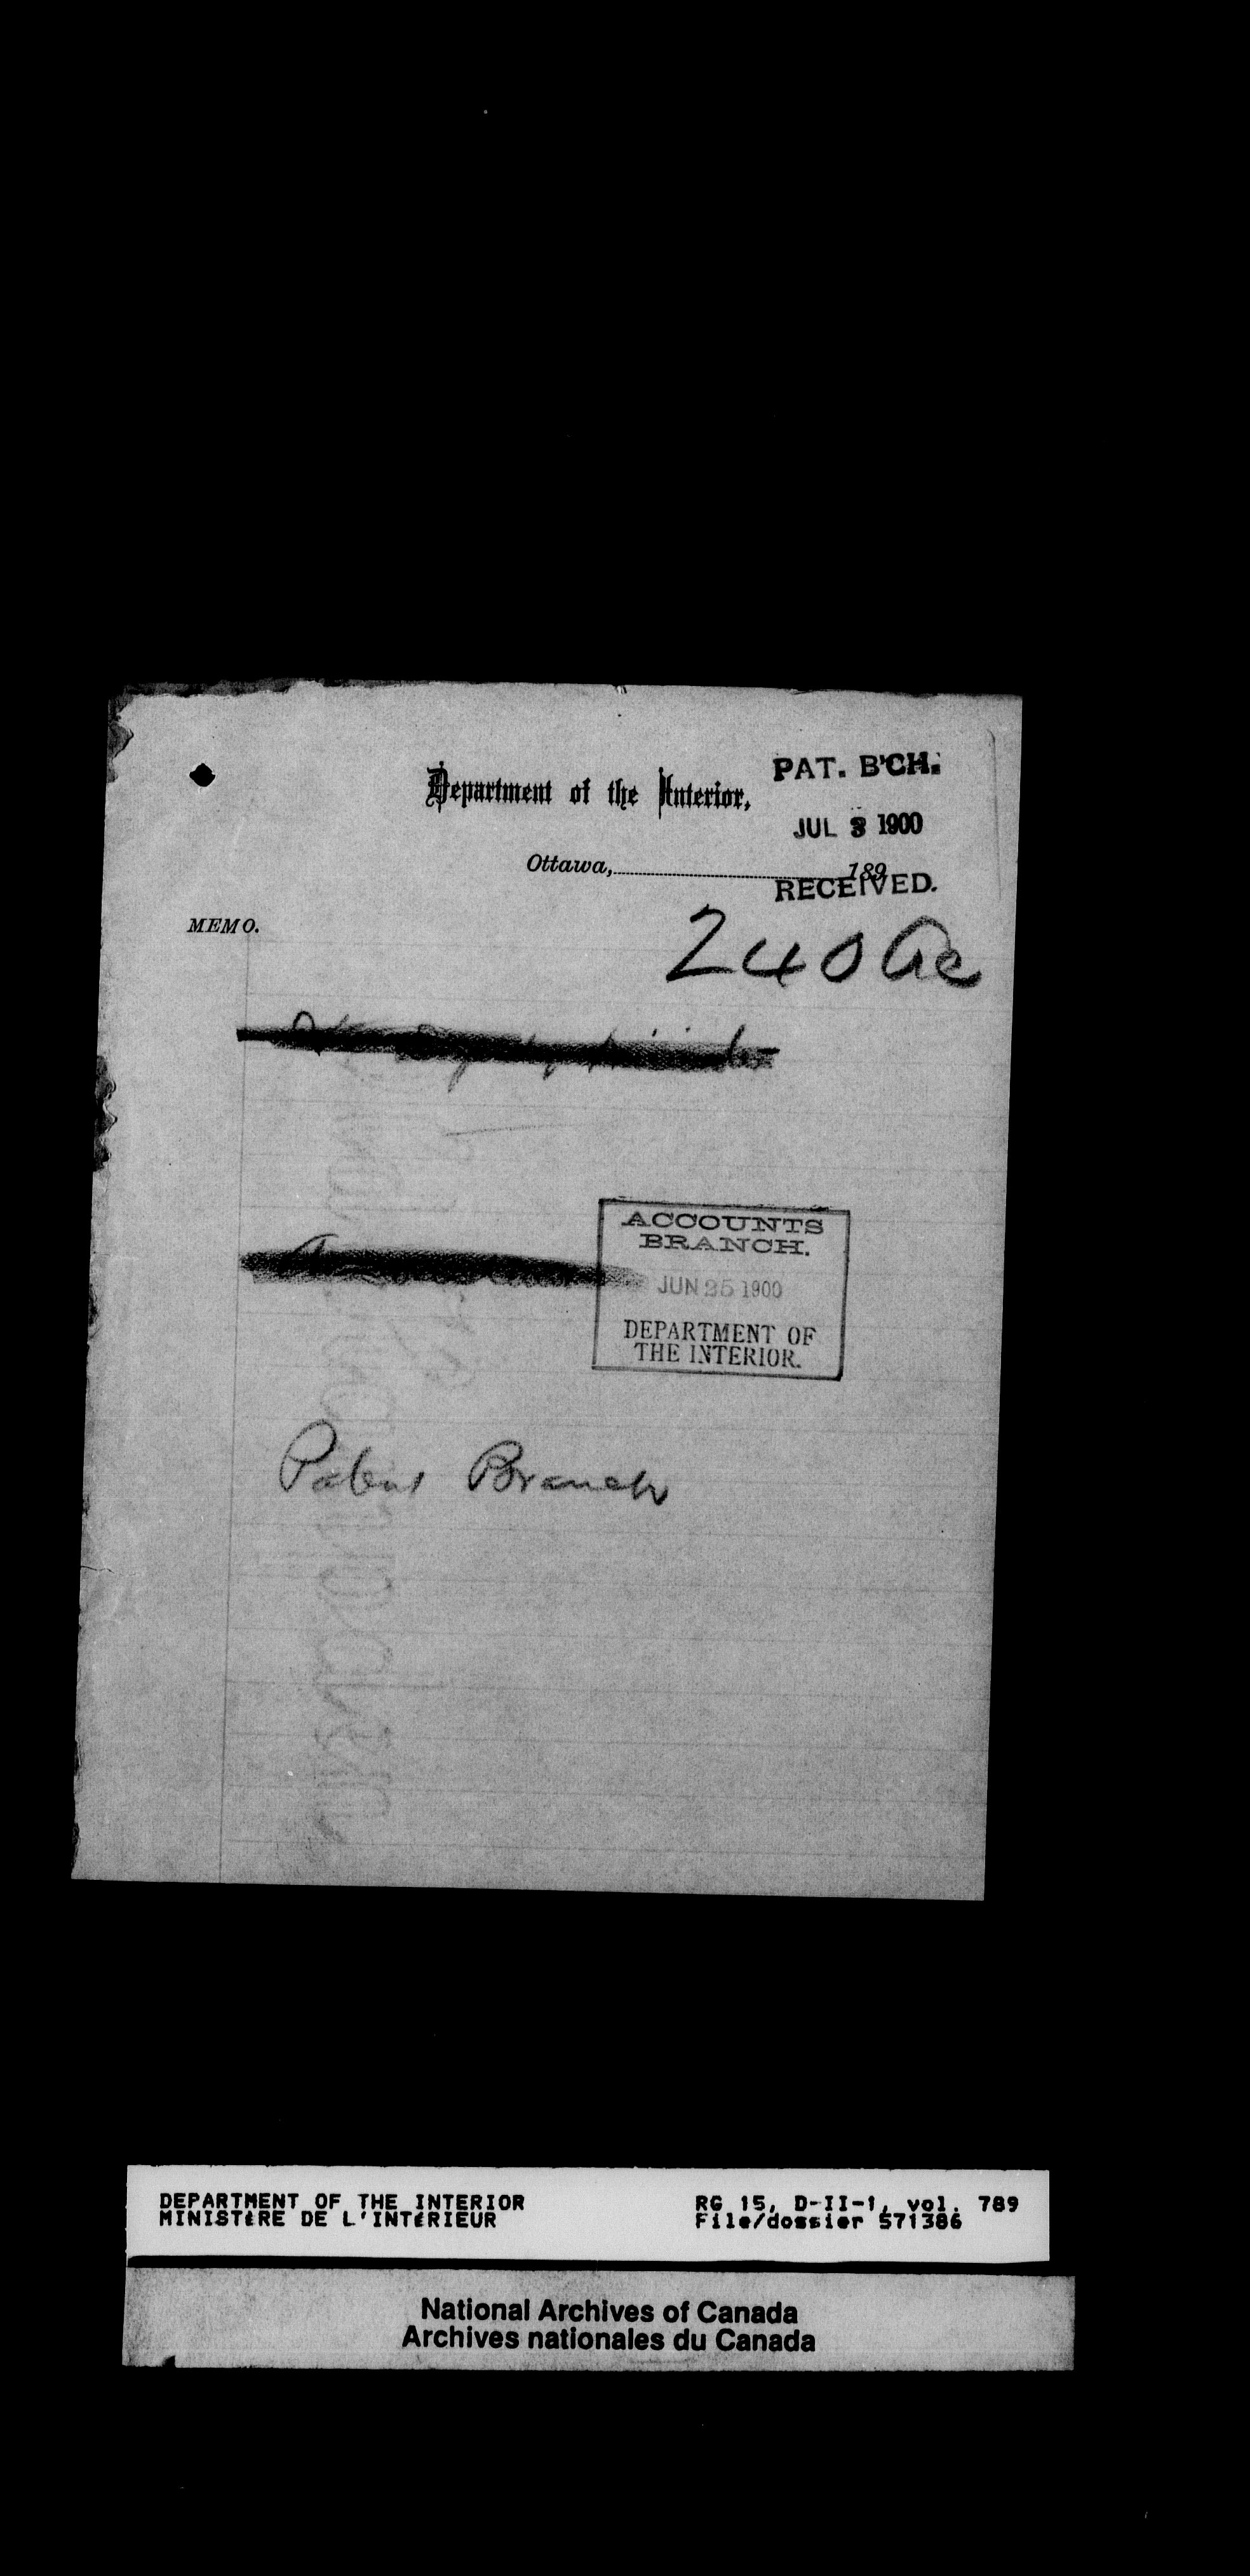 Department of the Interior,
PAT. B'CH.
JUL 3 1900
RECEIVED.
Ottawa, 189
MEMO.
240 Ac
ACCOUNTS
BRANCH.
JUN 25 1900
DEPARTMENT OF
THE INTERIOR.
Patent Branch
DEPARTMENT OF THE INTERIOR
MINISTÈRE DE L'INTÉRIEUR
RG 15, D-II-1, vol. 789
File/dossier 571386
National Archives of Canada
Archives nationales du Canada